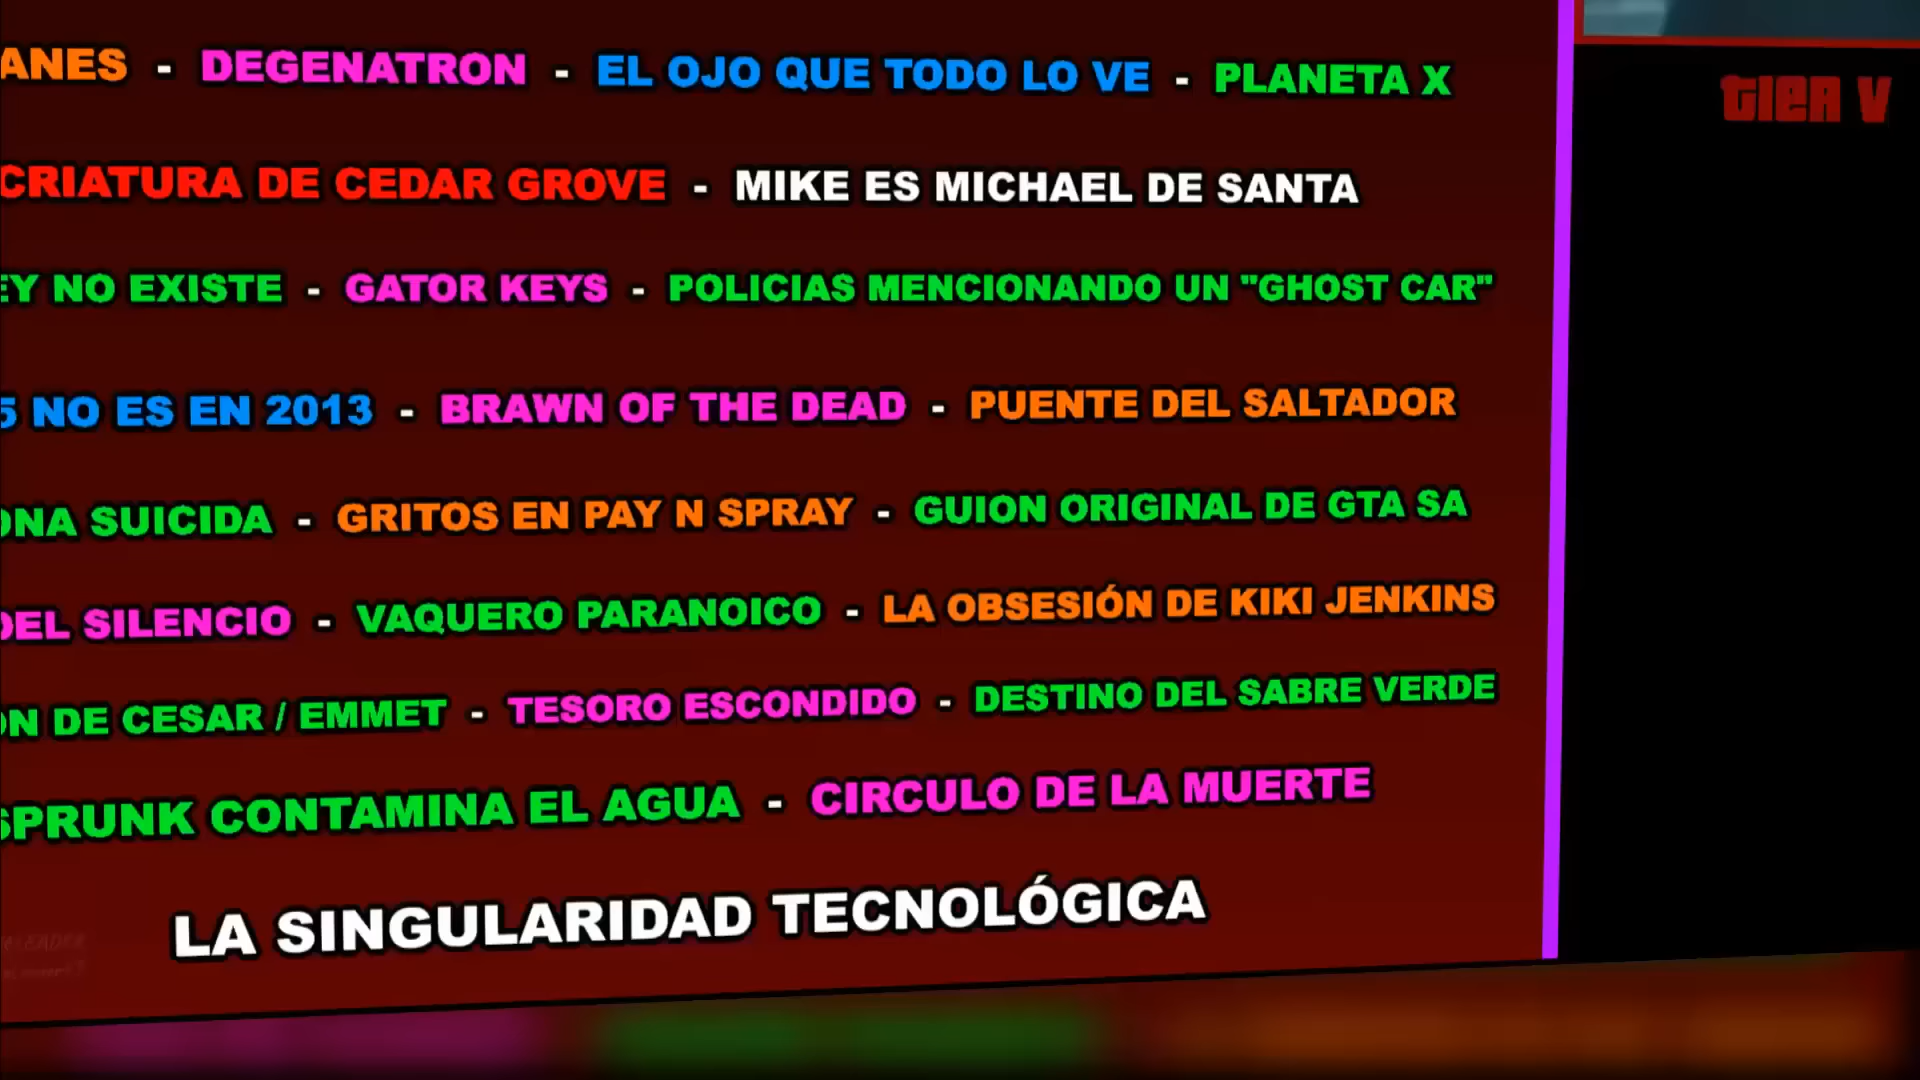 ANES - DEGENATRON - EL OJO QUE TODO LO VE - PLANETA X
TIER V
CRIATURA DE CEDAR GROVE - MIKE ES MICHAEL DE SANTA
EY NO EXISTE - GATOR KEYS - POLICIAS MENCIONANDO UN "GHOST CAR"
5 NO ES EN 2013 - BRAWN OF THE DEAD - PUENTE DEL SALTADOR
ONA SUICIDA - GRITOS EN PAY N SPRAY - GUION ORIGINAL DE GTA SA
DEL SILENCIO - VAQUERO PARANOICO - LA OBSESIÓN DE KIKI JENKINS
ON DE CESAR / EMMET - TESORO ESCONDIDO - DESTINO DEL SABRE VERDE
SPRUNK CONTAMINA EL AGUA - CIRCULO DE LA MUERTE
LA SINGULARIDAD TECNOLÓGICA